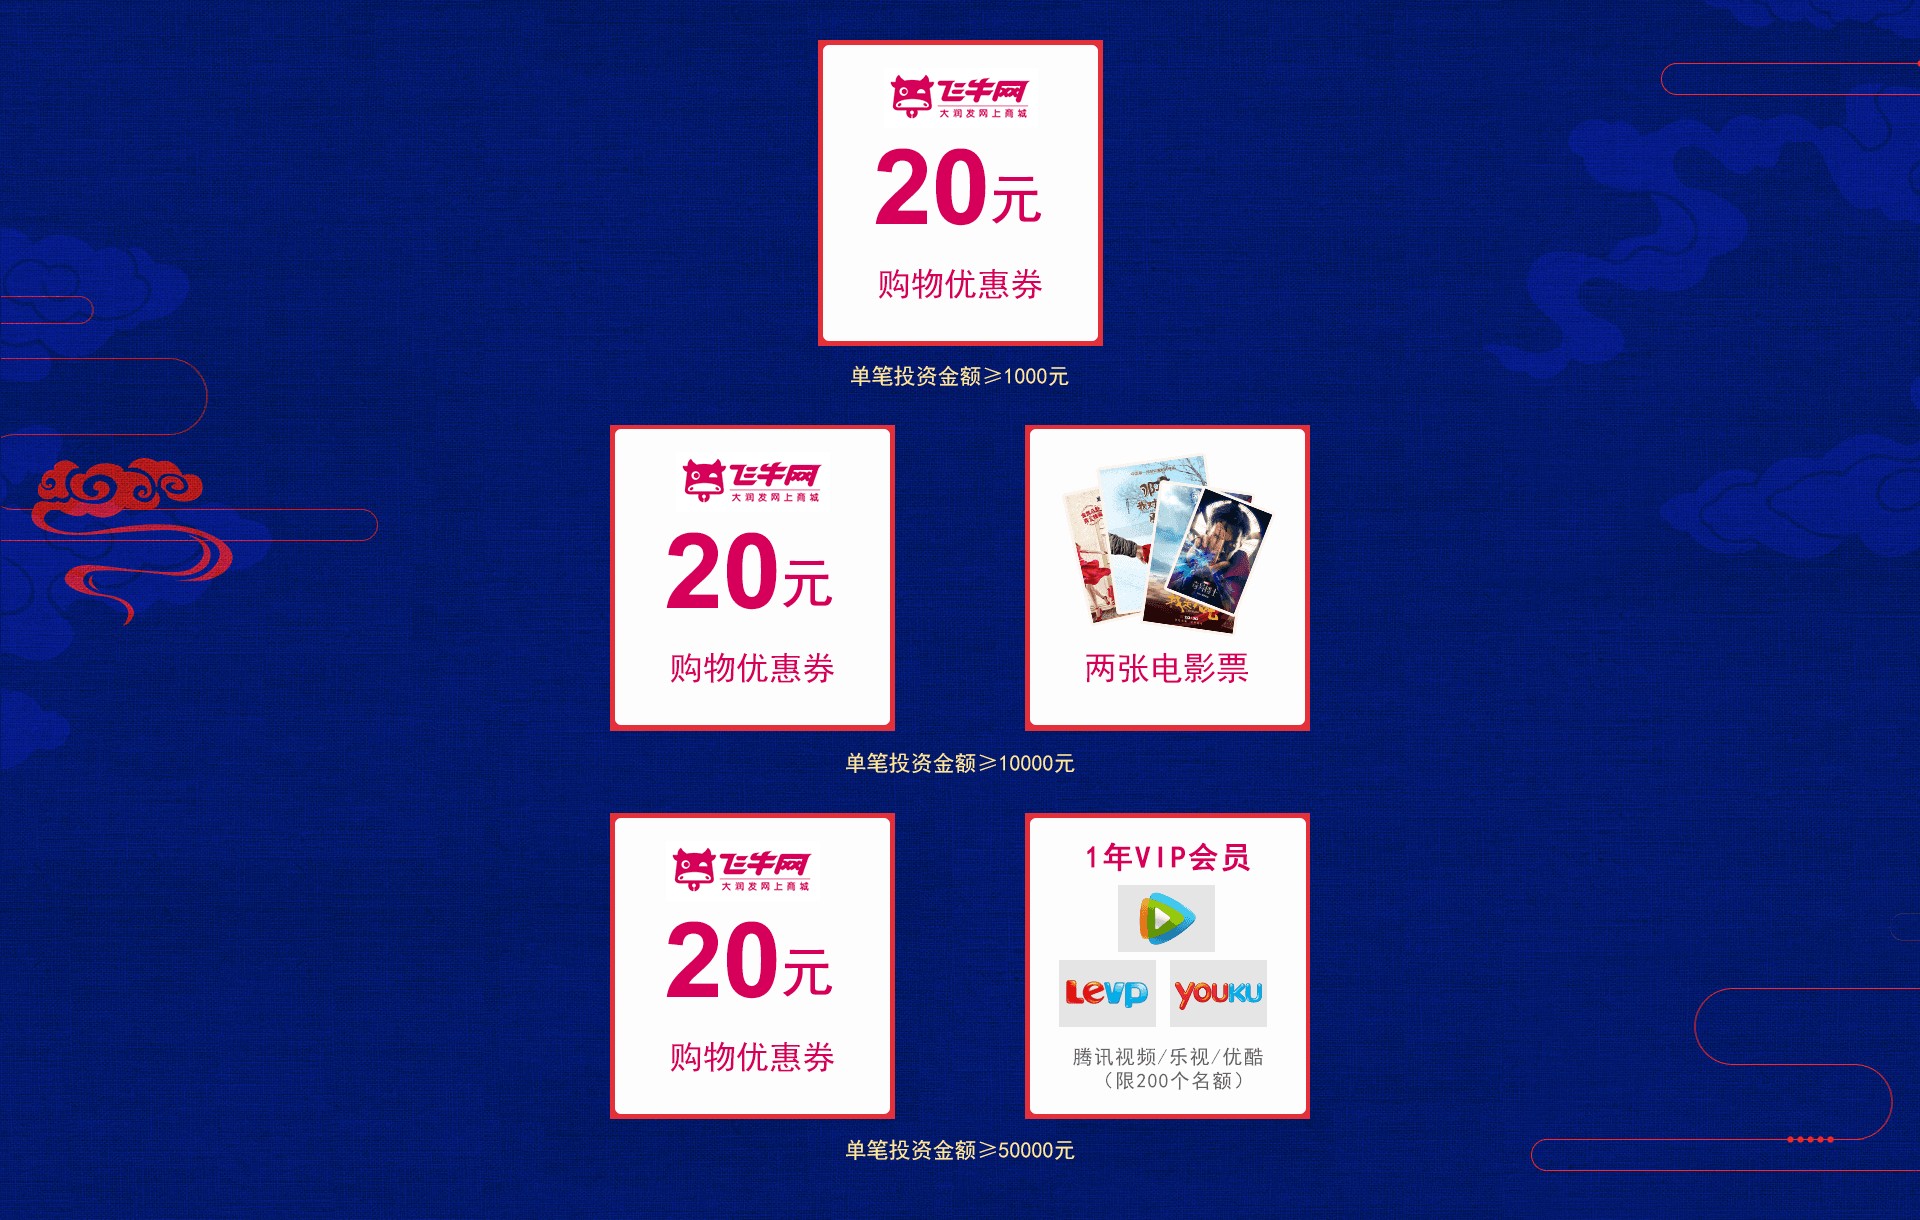 飞牛网
大润发网上商城
20元
购物优惠券
单笔投资金额≥1000元
飞牛网
大润发网上商城
20元
购物优惠券
两张电影票
单笔投资金额≥10000元
飞牛网
大润发网上商城
20元
购物优惠券
1年VIP会员
Levp
YOUKU
腾讯视频/乐视/优酷
（限200个名额）
单笔投资金额≥50000元